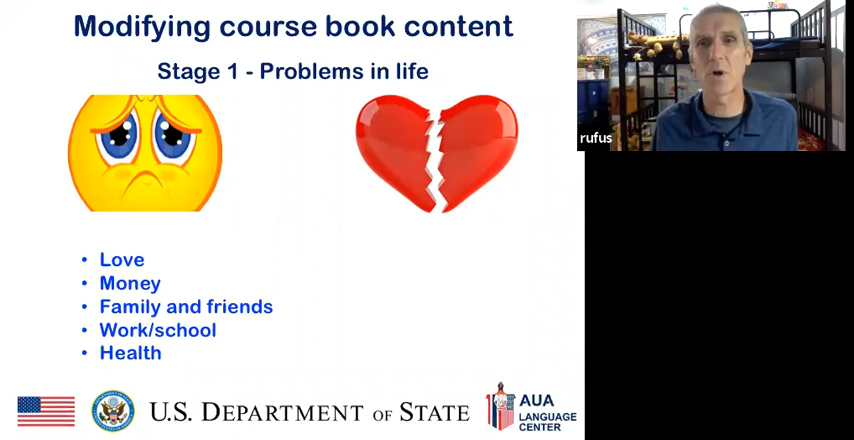 Modifying course book content
Stage 1 - Problems in life
rufus
• Love
• Money
• Family and friends
• Work/school
• Health
U.S. DEPARTMENT OF STATE
AUA
LANGUAGE
CENTER